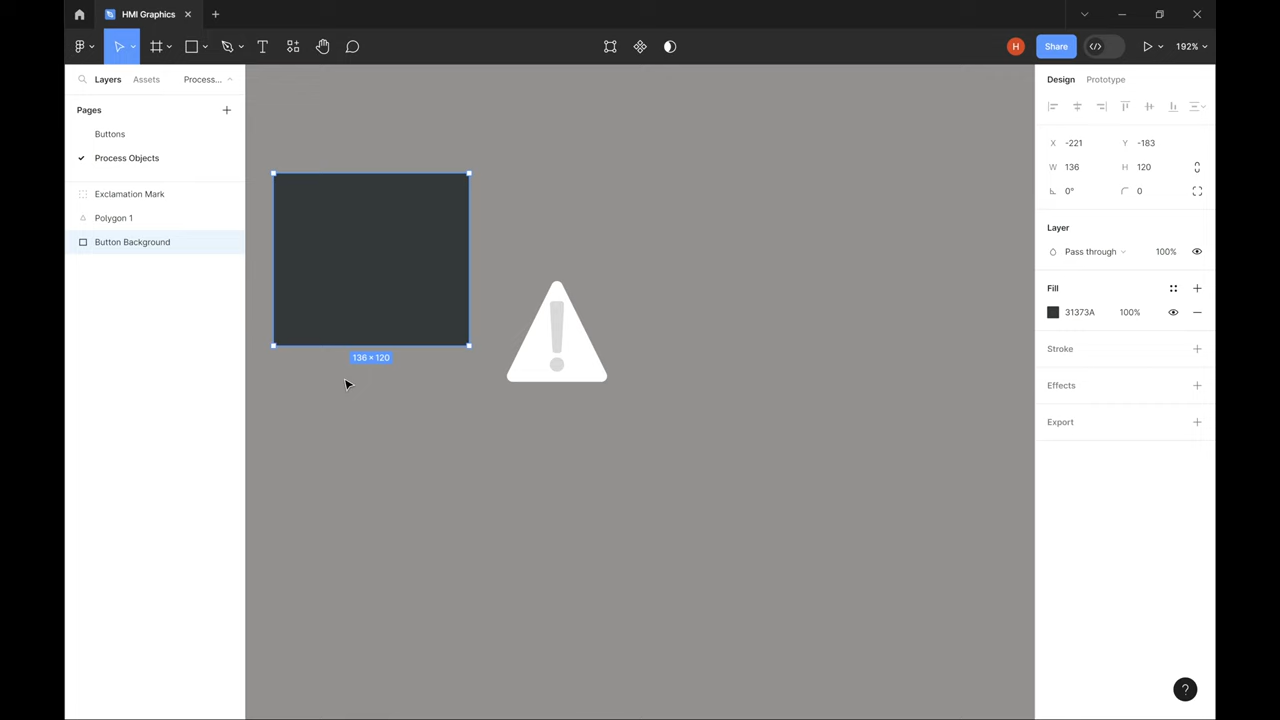 HMI Graphics
H
Share
192%
Layers
Assets
Process...
Pages
Buttons
Process Objects
Exclamation Mark
Polygon 1
Button Background
136 × 120
Design
Prototype
X -221
Y -183
W 136
H 120
0°
0
Layer
Pass through
100%
Fill
31373A
100%
Stroke
Effects
Export
?